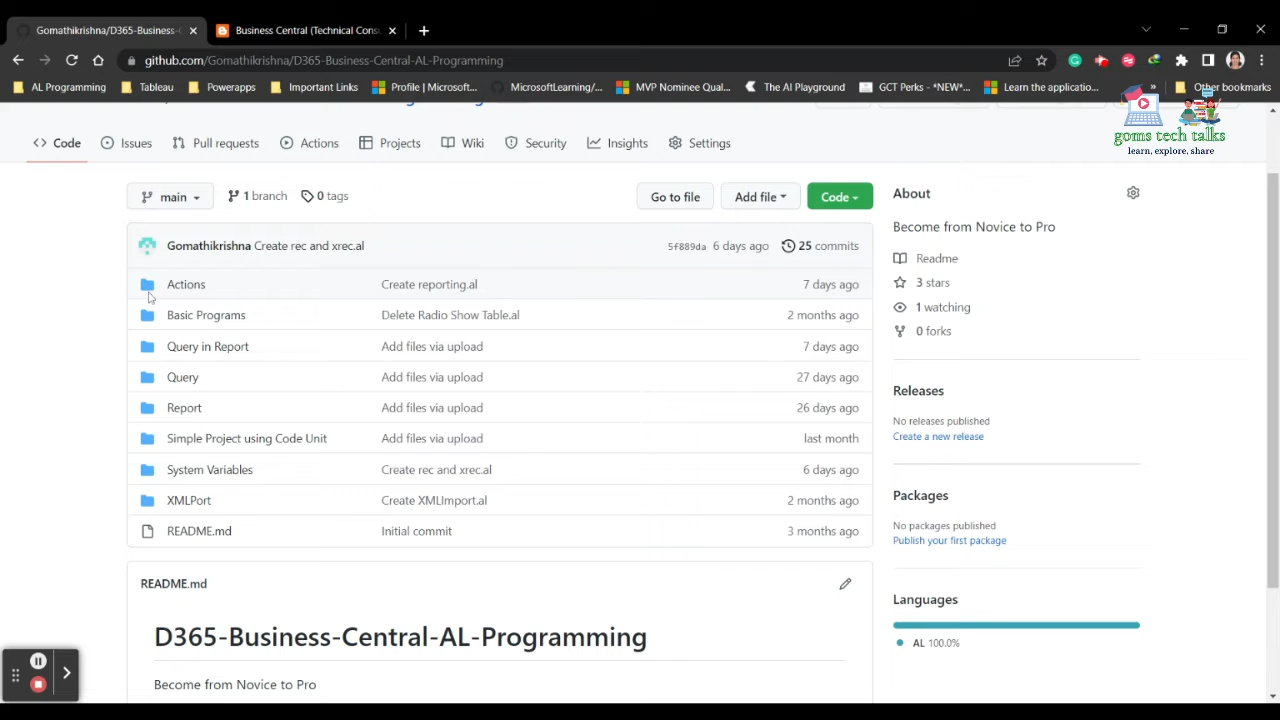 Gomathikrishna/D365-Business-C
Business Central (Technical Consu
github.com/Gomathikrishna/D365-Business-Central-AL-Programming
AL Programming
Tableau
Powerapps
Important Links
Profile | Microsoft...
MicrosoftLearning/...
MVP Nominee Qual...
The AI Playground
GCT Perks - *NEW*...
Learn the applicatio...
»
Other bookmarks
goms tech talks
learn, explore, share
Code
Issues
Pull requests
Actions
Projects
Wiki
Security
Insights
Settings
main
1 branch
0 tags
Go to file
Add file
Code
Gomathikrishna Create rec and xrec.al
5f889da 6 days ago
25 commits
Actions
Create reporting.al
7 days ago
Basic Programs
Delete Radio Show Table.al
2 months ago
Query in Report
Add files via upload
7 days ago
Query
Add files via upload
27 days ago
Report
Add files via upload
26 days ago
Simple Project using Code Unit
Add files via upload
last month
System Variables
Create rec and xrec.al
6 days ago
XMLPort
Create XMLImport.al
2 months ago
README.md
Initial commit
3 months ago
README.md
D365-Business-Central-AL-Programming
Become from Novice to Pro
About
Become from Novice to Pro
Readme
3 stars
1 watching
0 forks
Releases
No releases published
Create a new release
Packages
No packages published
Publish your first package
Languages
AL 100.0%